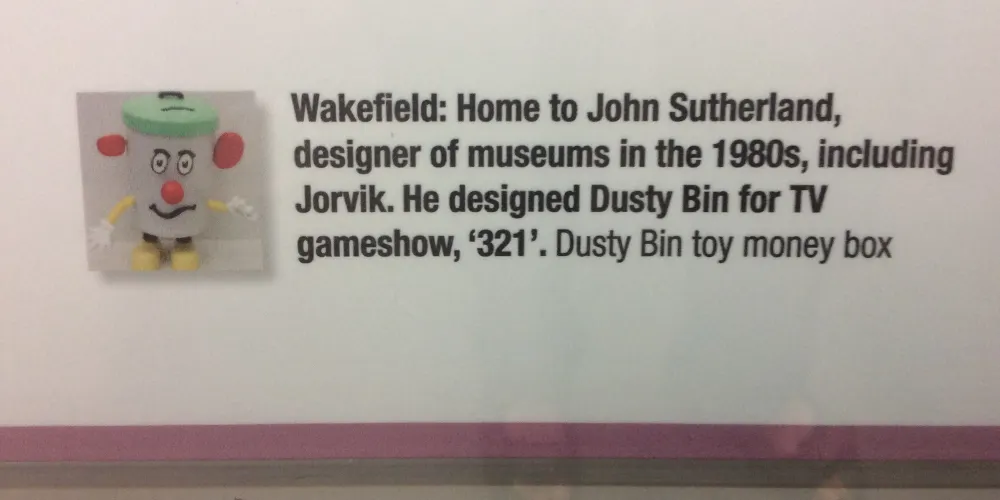 Wakefield: Home to John Sutherland,
designer of museums in the 1980s, including
Jorvik. He designed Dusty Bin for TV
gameshow, ‘321’. Dusty Bin toy money box